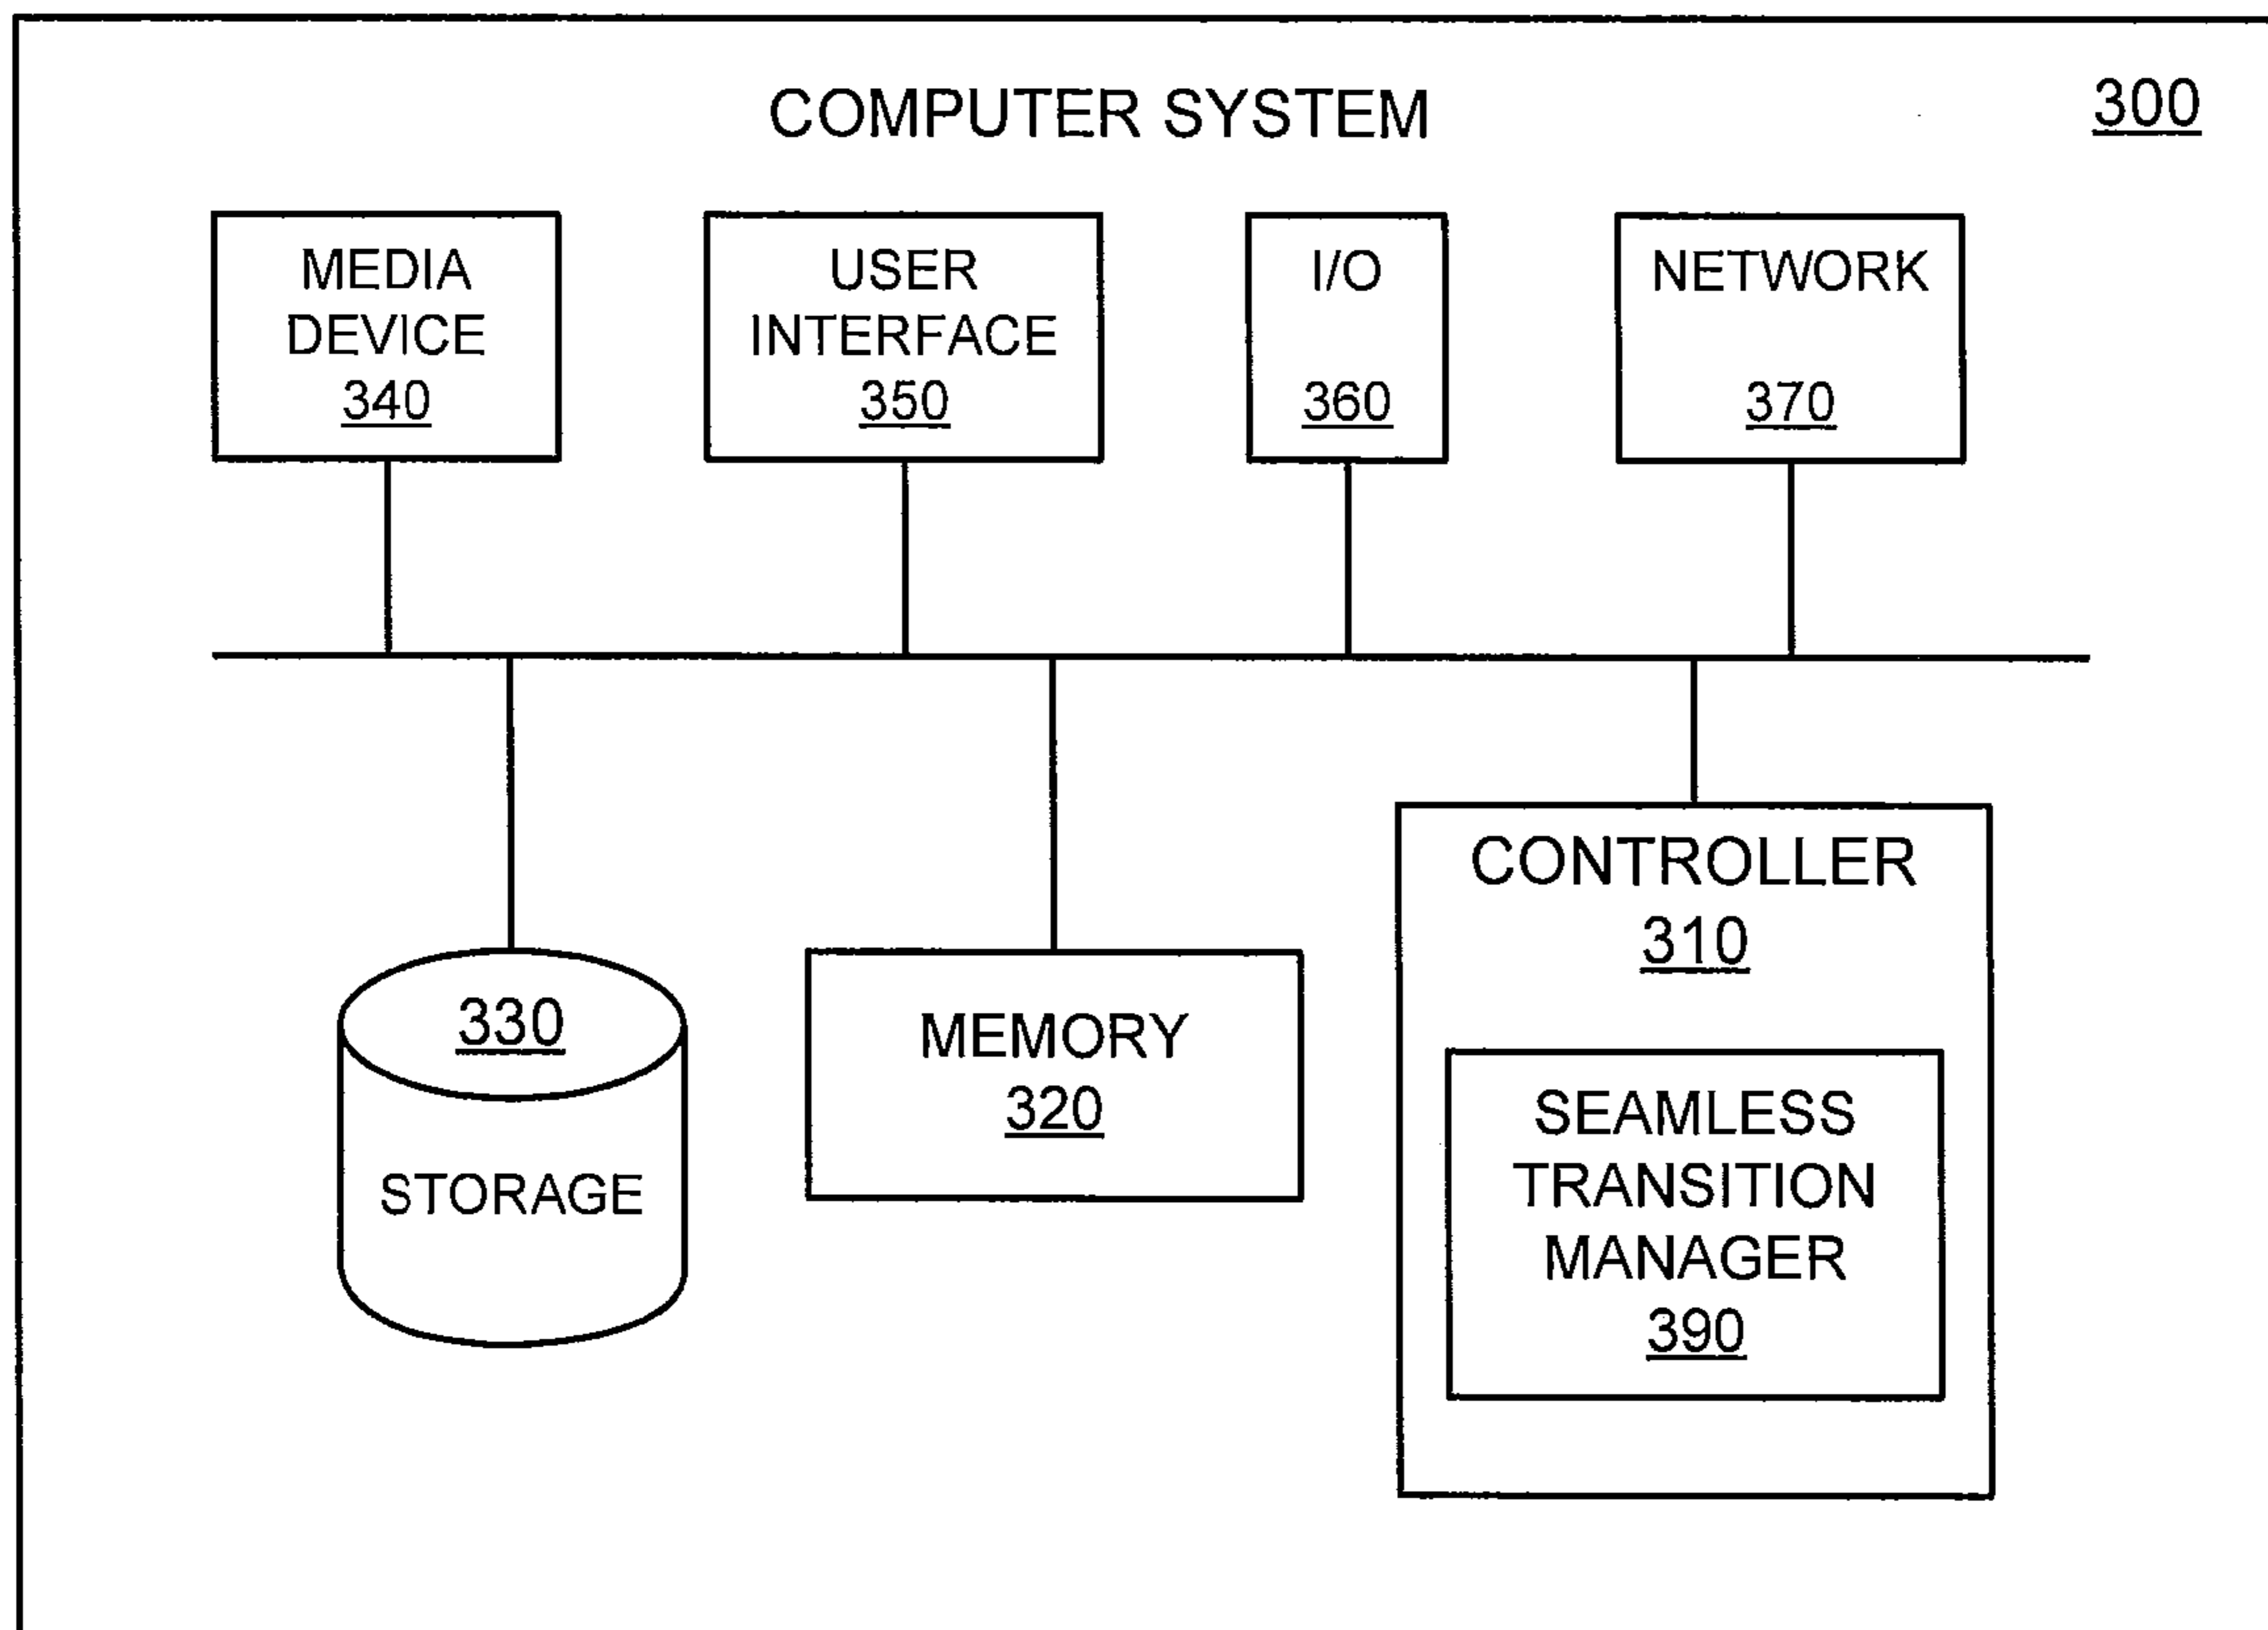 COMPUTER SYSTEM
300
MEDIA
DEVICE
340
USER
INTERFACE
350
I/O
360
NETWORK
370
330
STORAGE
MEMORY
320
CONTROLLER
310
SEAMLESS
TRANSITION
MANAGER
390